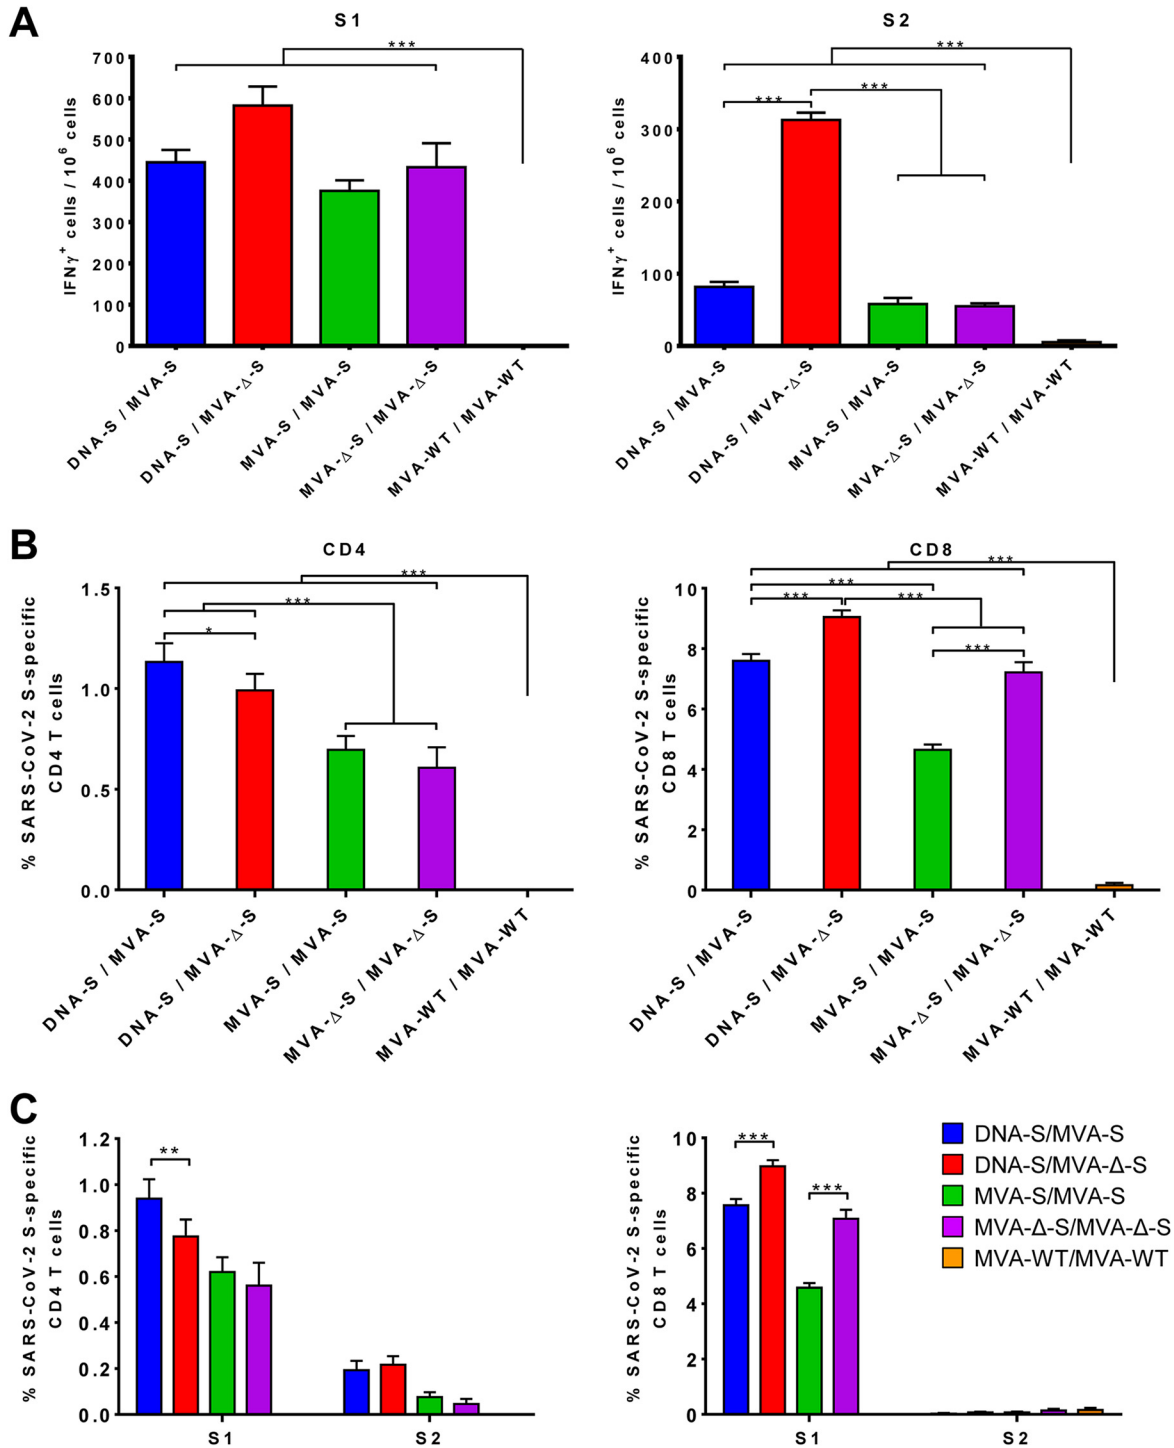 A
S1
***
700
600
500
400
300
200
100
0
IFNγ+ cells / 10^6 cells
DNA-S / MVA-S
DNA-S / MVA-Δ-S
MVA-S / MVA-S
MVA-Δ-S / MVA-Δ-S
MVA-WT / MVA-WT
S2
***
***
***
400
300
200
100
0
IFNγ+ cells / 10^6 cells
DNA-S / MVA-S
DNA-S / MVA-Δ-S
MVA-S / MVA-S
MVA-Δ-S / MVA-Δ-S
MVA-WT / MVA-WT
B
CD4
***
***
*
1.5
1.0
0.5
0.0
% SARS-CoV-2 S-specific
CD4 T cells
DNA-S / MVA-S
DNA-S / MVA-Δ-S
MVA-S / MVA-S
MVA-Δ-S / MVA-Δ-S
MVA-WT / MVA-WT
CD8
***
***
***
***
***
10
8
6
4
2
0
% SARS-CoV-2 S-specific
CD8 T cells
DNA-S / MVA-S
DNA-S / MVA-Δ-S
MVA-S / MVA-S
MVA-Δ-S / MVA-Δ-S
MVA-WT / MVA-WT
C
**
1.2
1.0
0.8
0.6
0.4
0.2
0.0
% SARS-CoV-2 S-specific
CD4 T cells
S1
S2
***
***
10
8
6
4
2
0
% SARS-CoV-2 S-specific
CD8 T cells
S1
S2
DNA-S/MVA-S
DNA-S/MVA-Δ-S
MVA-S/MVA-S
MVA-Δ-S/MVA-Δ-S
MVA-WT/MVA-WT